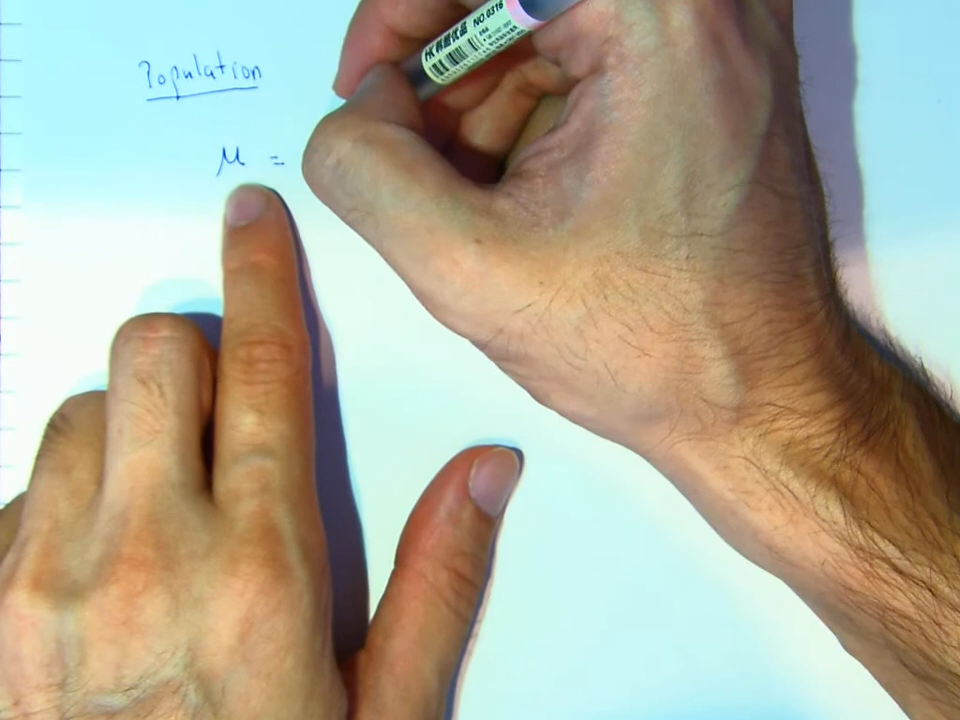 Population
μ =
NO.0316